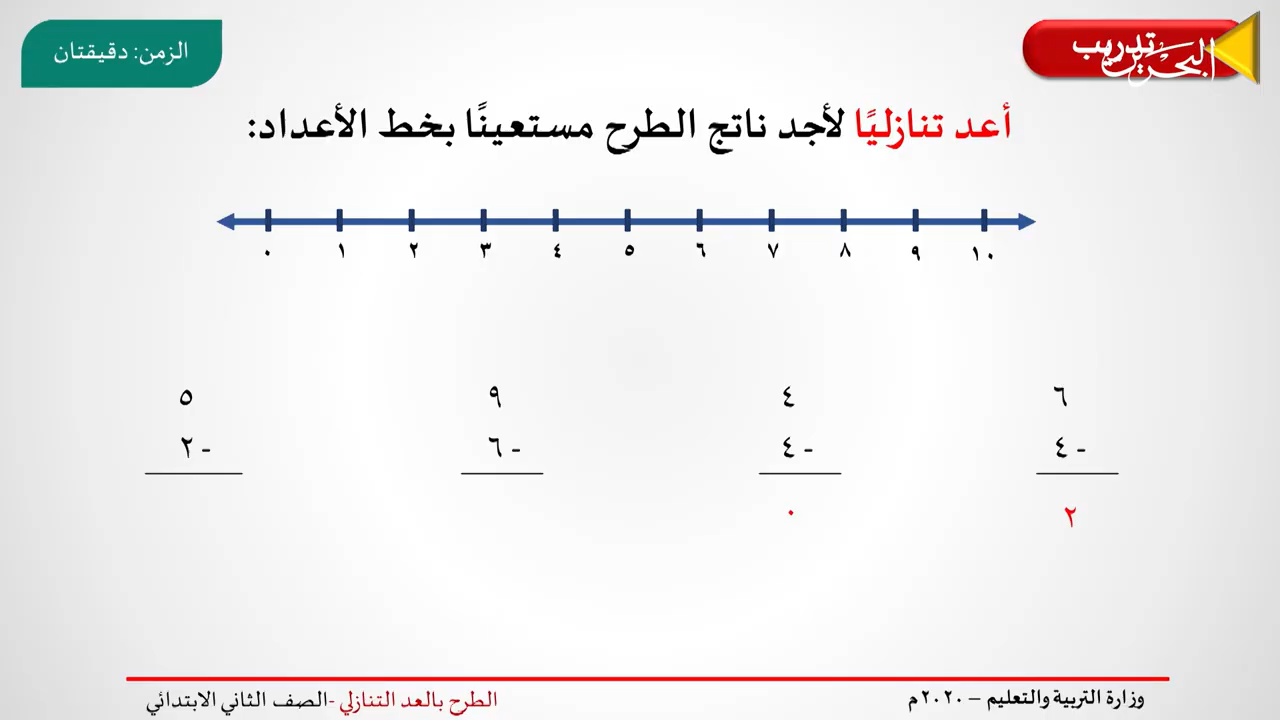 تدريب
البحرين
الزمن: دقيقتان
أعد تنازليًا لأجد ناتج الطرح مستعينًا بخط الأعداد:
٠ ١ ٢ ٣ ٤ ٥ ٦ ٧ ٨ ٩ ١٠
٦ ٤ ٩ ٥
- ٤ - ٤ - ٦ - ٢
٢ ٠
وزارة التربية والتعليم – ٢٠٢٠م
الطرح بالعد التنازلي -الصف الثاني الابتدائي